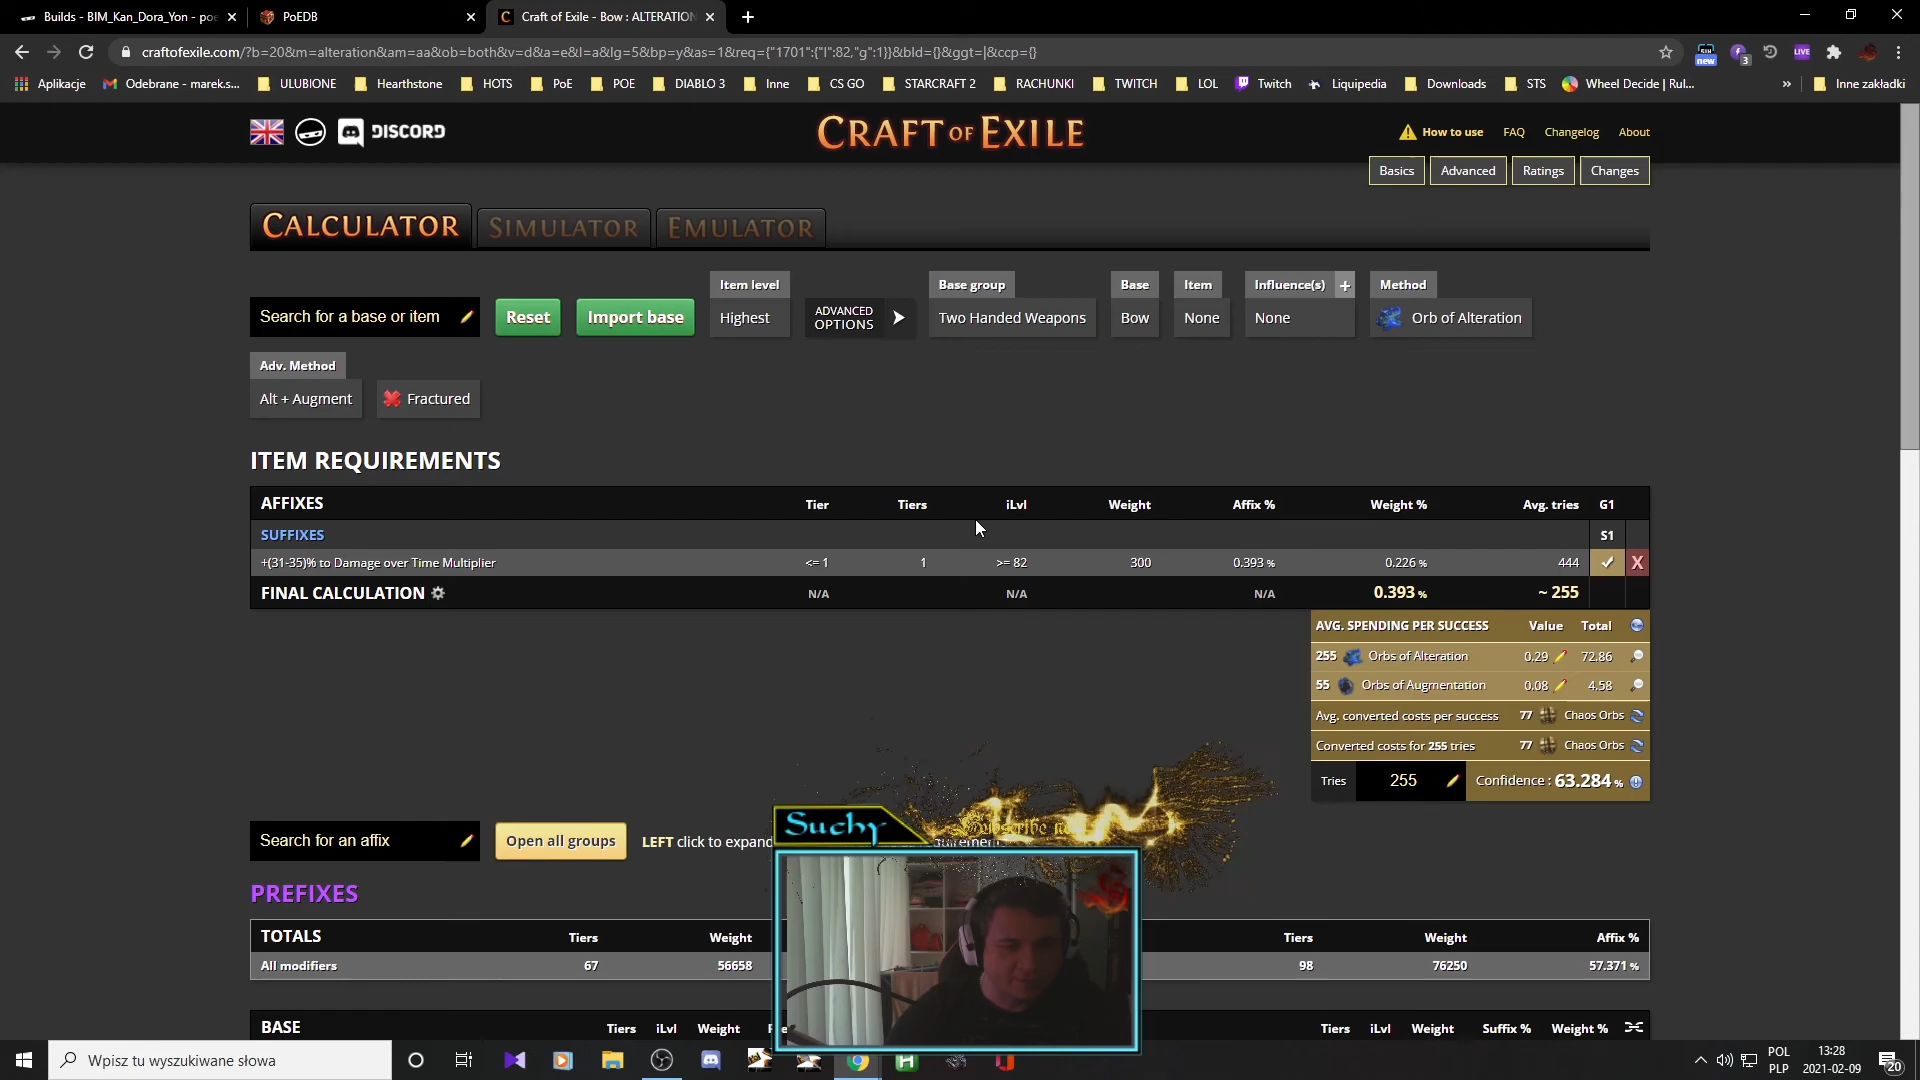 Builds - BIM_Kan_Dora_Yon - poe
PoEDB
Craft of Exile - Bow : ALTERATION
craftofexile.com/?b=20&m=alteration&am=aa&ob=both&v=d&a=e&l=a&lg=5&bp=y&as=1&req={"1701":{"l":82,"g":1}}&bld={}&ggt=|&ccp={}
new
3
LIVE
Aplikacje
Odebrane - marek.s...
ULUBIONE
Hearthstone
HOTS
PoE
POE
DIABLO 3
Inne
CS GO
STARCRAFT 2
RACHUNKI
TWITCH
LOL
Twitch
Liquipedia
Downloads
STS
Wheel Decide | Rul...
»
Inne zakładki
DISCORD
CRAFT OF EXILE
How to use FAQ Changelog About
Basics Advanced Ratings Changes
CALCULATOR SIMULATOR EMULATOR
Item level Base group Base Item Influence(s) + Method
Search for a base or item Reset Import base Highest ADVANCED OPTIONS Two Handed Weapons Bow None None Orb of Alteration
Adv. Method
Alt + Augment Fractured
ITEM REQUIREMENTS
AFFIXES Tier Tiers iLvl Weight Affix % Weight % Avg. tries G1
SUFFIXES S1
+(31-35)% to Damage over Time Multiplier <= 1 1 >= 82 300 0.393 % 0.226 % 444 X
FINAL CALCULATION N/A N/A N/A 0.393 % ~ 255
AVG. SPENDING PER SUCCESS Value Total
255 Orbs of Alteration 0.29 72.86
55 Orbs of Augmentation 0.08 4.58
Avg. converted costs per success 77 Chaos Orbs
Converted costs for 255 tries 77 Chaos Orbs
Tries 255 Confidence : 63.284 %
Suchy
Search for an affix Open all groups LEFT click to expand
PREFIXES
TOTALS Tiers Weight Tiers Weight Affix %
All modifiers 67 56658 98 76250 57.371 %
BASE Tiers iLvl Weight Tiers iLvl Weight Suffix % Weight %
Wpisz tu wyszukiwane słowa
POL
PLP
13:28
2021-02-09
20